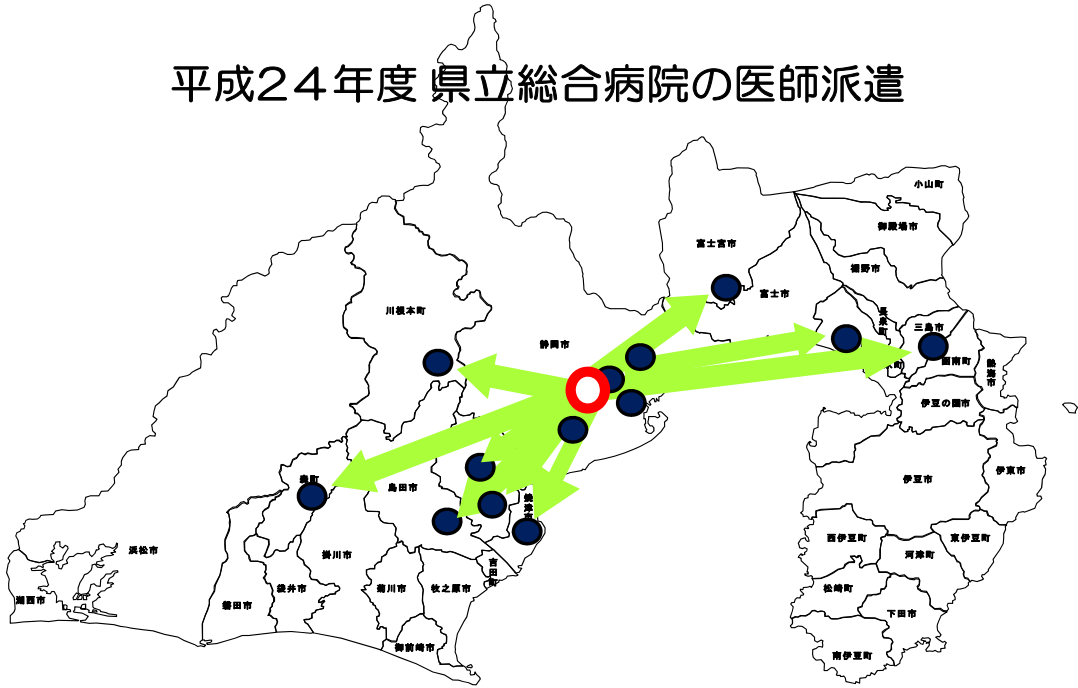 平成24年度 県立総合病院の医師派遣
小山町
御殿場市
富士宮市
裾野市
富士市
川根本町
長泉町
三島市
静岡市
函南町
熱海市
町
伊豆の国市
伊東市
森町
島田市
伊豆市
焼津市
西伊豆町
東伊豆町
浜松市
掛川市
河津町
吉田町
袋井市
菊川市
牧之原市
松崎町
湖西市
磐田市
下田市
御前崎市
南伊豆町